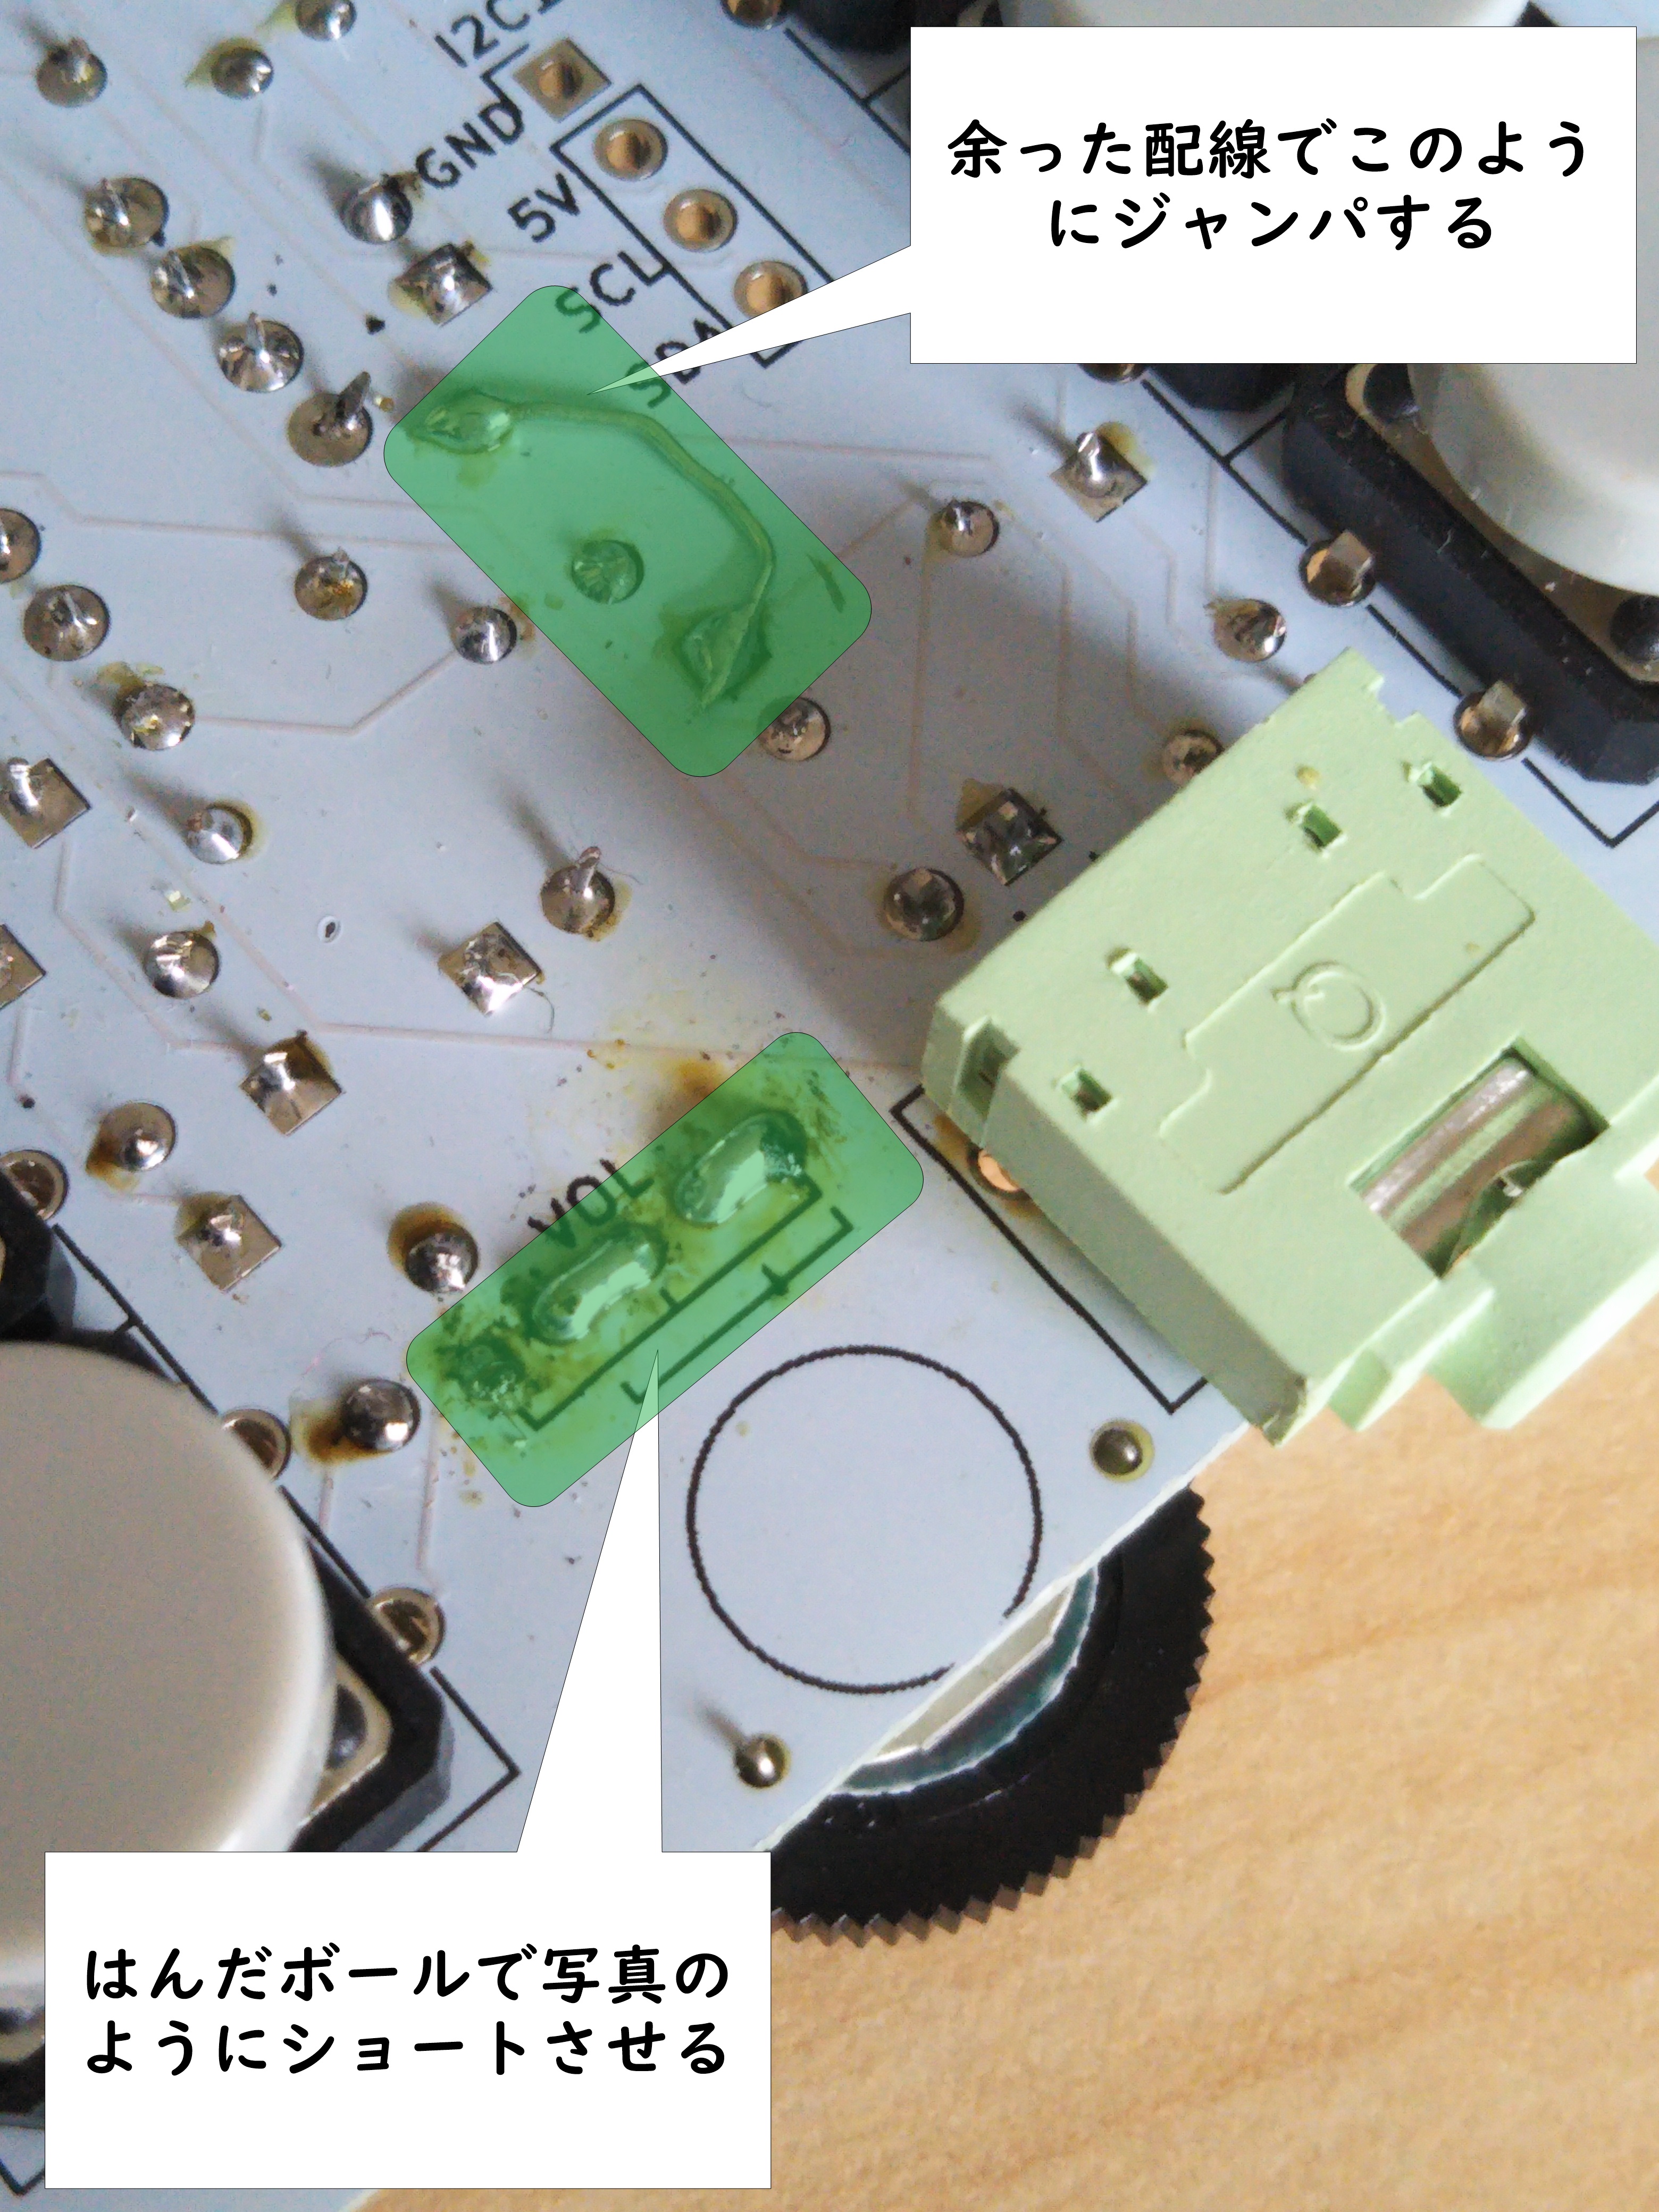 余った配線でこのよう
にジャンパする
GND
5V
SCL
SDA
VOL
はんだボールで写真の
ようにショートさせる